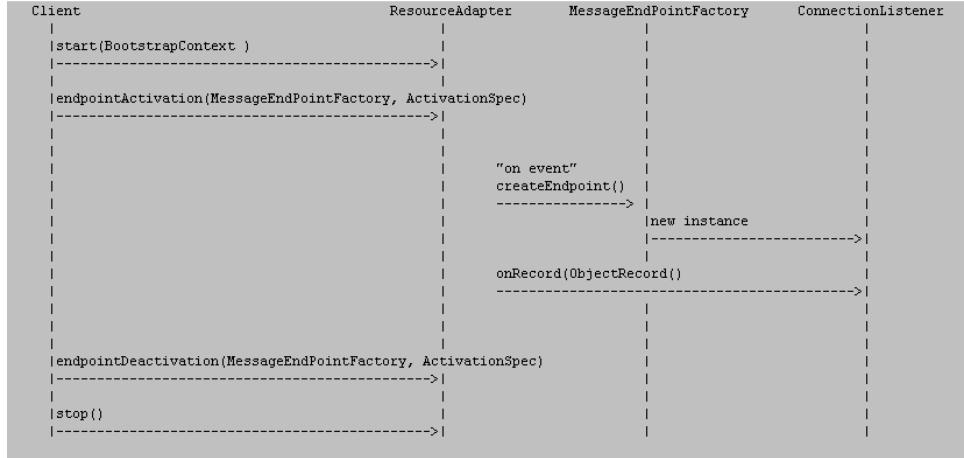 Client ResourceAdapter MessageEndPointFactory ConnectionListener
start(BootstrapContext )
endpointActivation(MessageEndPointFactory, ActivationSpec)
"on event"
createEndpoint()
new instance
onRecord(ObjectRecord()
endpointDeactivation(MessageEndPointFactory, ActivationSpec)
stop()